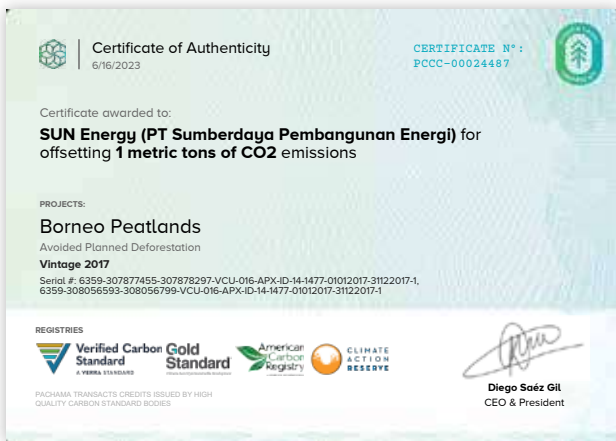 Certificate of Authenticity
6/16/2023
CERTIFICATE Nº:
PCCC-00024487
Certificate awarded to:
SUN Energy (PT Sumberdaya Pembangunan Energi) for
offsetting 1 metric tons of CO2 emissions
PROJECTS:
Borneo Peatlands
Avoided Planned Deforestation
Vintage 2017
Serial #: 6359-307877455-307878297-VCU-016-APX-ID-14-1477-01012017-31122017-1,
6359-308056593-308056799-VCU-016-APX-ID-14-1477-01012017-31122017-1
REGISTRIES
Verified Carbon
Standard
A VERRA STANDARD
Gold
Standard
American
Carbon
Registry
CLIMATE
ACTION
RESERVE
PACHAMA TRANSACTS CREDITS ISSUED BY HIGH
QUALITY CARBON STANDARD BODIES
Diego Saéz Gil
CEO & President